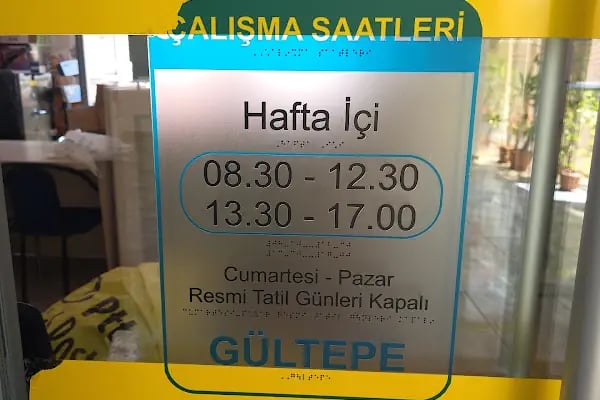 ÇALIŞMA SAATLERİ
Hafta İçi
08.30 - 12.30
13.30 - 17.00
Cumartesi - Pazar
Resmi Tatil Günleri Kapalı
GÜLTEPE
Ptt